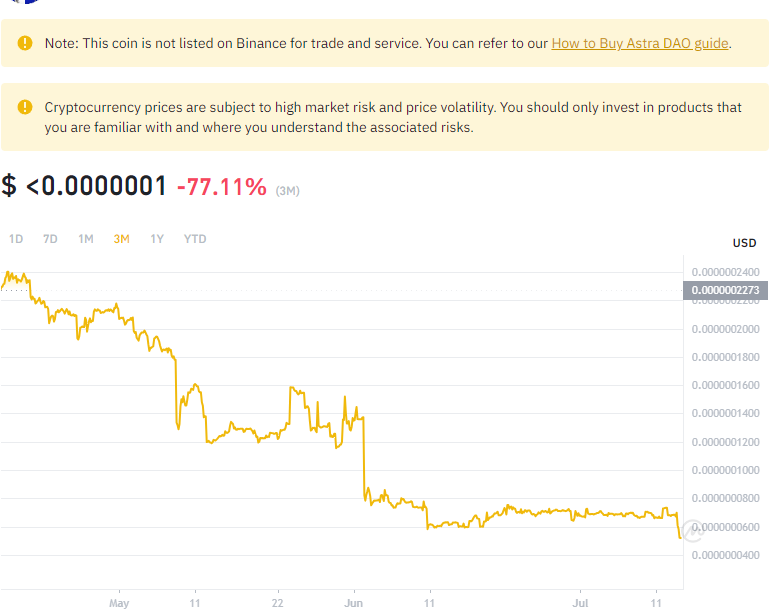 Note: This coin is not listed on Binance for trade and service. You can refer to our How to Buy Astra DAO guide.
Cryptocurrency prices are subject to high market risk and price volatility. You should only invest in products that
you are familiar with and where you understand the associated risks.
$ <0.0000001 -77.11% (3M)
1D 7D 1M 3M 1Y YTD
USD
0.0000002400
0.0000002273
0.0000002200
0.0000002000
0.0000001800
0.0000001600
0.0000001400
0.0000001200
0.0000001000
0.0000000800
0.0000000600
0.0000000400
May 11 22 Jun 11 Jul 11